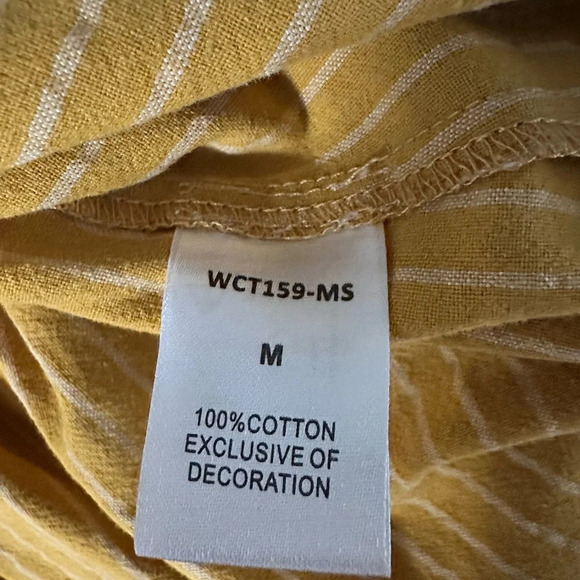 WCT159-MS
M
100%COTTON
EXCLUSIVE OF
DECORATION